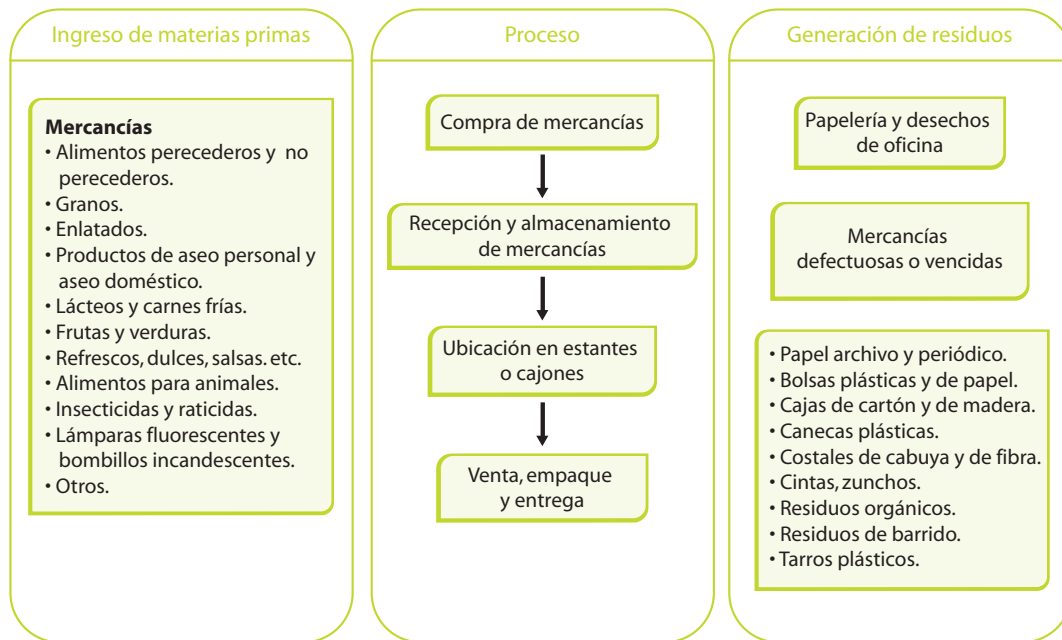 Ingreso de materias primas
Mercancías
• Alimentos perecederos y no
perecederos.
• Granos.
• Enlatados.
• Productos de aseo personal y
aseo doméstico.
• Lácteos y carnes frías.
• Frutas y verduras.
• Refrescos, dulces, salsas. etc.
• Alimentos para animales.
• Insecticidas y raticidas.
• Lámparas fluorescentes y
bombillos incandescentes.
• Otros.
Proceso
Compra de mercancías
Recepción y almacenamiento
de mercancías
Ubicación en estantes
o cajones
Venta, empaque
y entrega
Generación de residuos
Papelería y desechos
de oficina
Mercancías
defectuosas o vencidas
• Papel archivo y periódico.
• Bolsas plásticas y de papel.
• Cajas de cartón y de madera.
• Canecas plásticas.
• Costales de cabuya y de fibra.
• Cintas, zunchos.
• Residuos orgánicos.
• Residuos de barrido.
• Tarros plásticos.